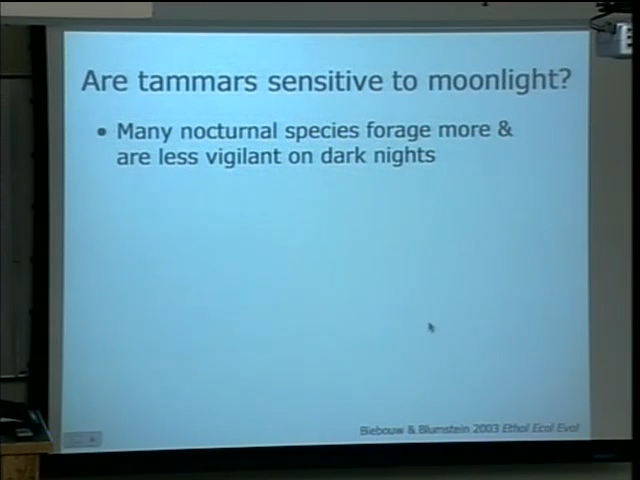 Are tammars sensitive to moonlight?
• Many nocturnal species forage more &
are less vigilant on dark nights
Biebouw & Blumstein 2003 Ethol Ecol Evol